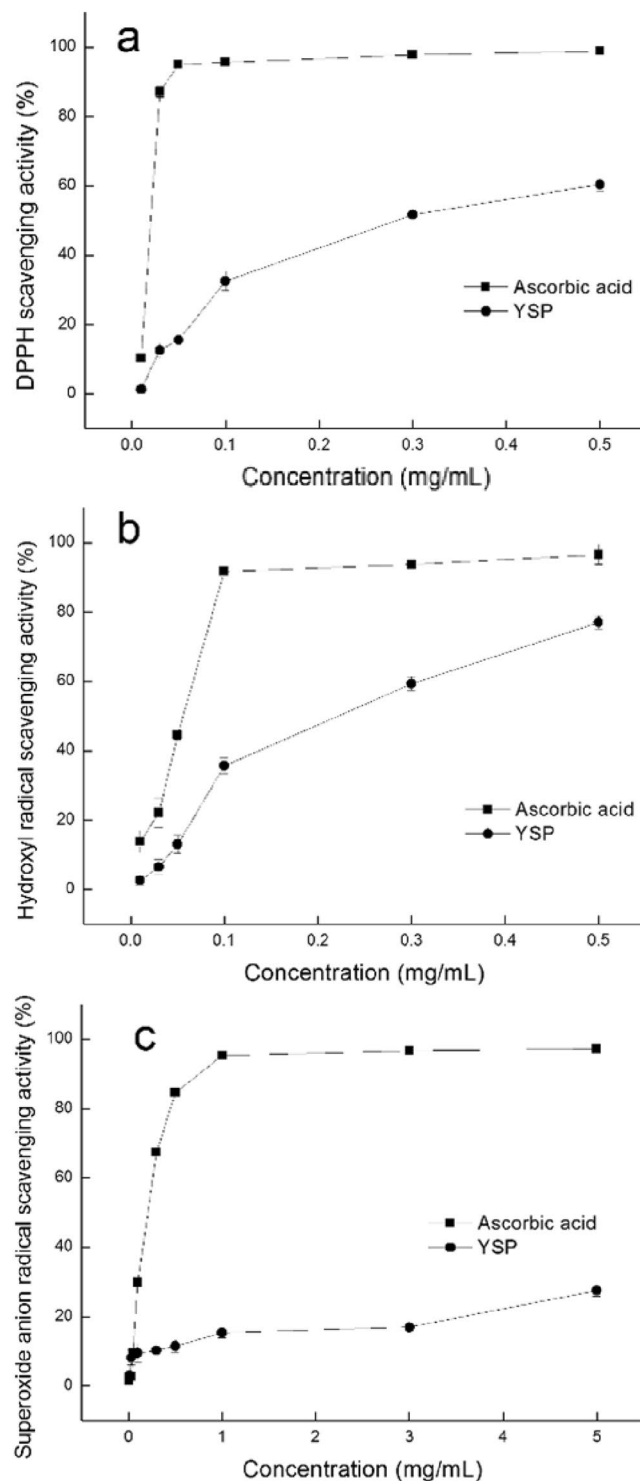 a
DPPH scavenging activity (%)
100
80
60
40
20
0
Ascorbic acid
YSP
0.0 0.1 0.2 0.3 0.4 0.5
Concentration (mg/mL)
b
Hydroxyl radical scavenging activity (%)
100
80
60
40
20
0
Ascorbic acid
YSP
0.0 0.1 0.2 0.3 0.4 0.5
Concentration (mg/mL)
c
Superoxide anion radical scavenging activity (%)
100
80
60
40
20
0
Ascorbic acid
YSP
0 1 2 3 4 5
Concentration (mg/mL)